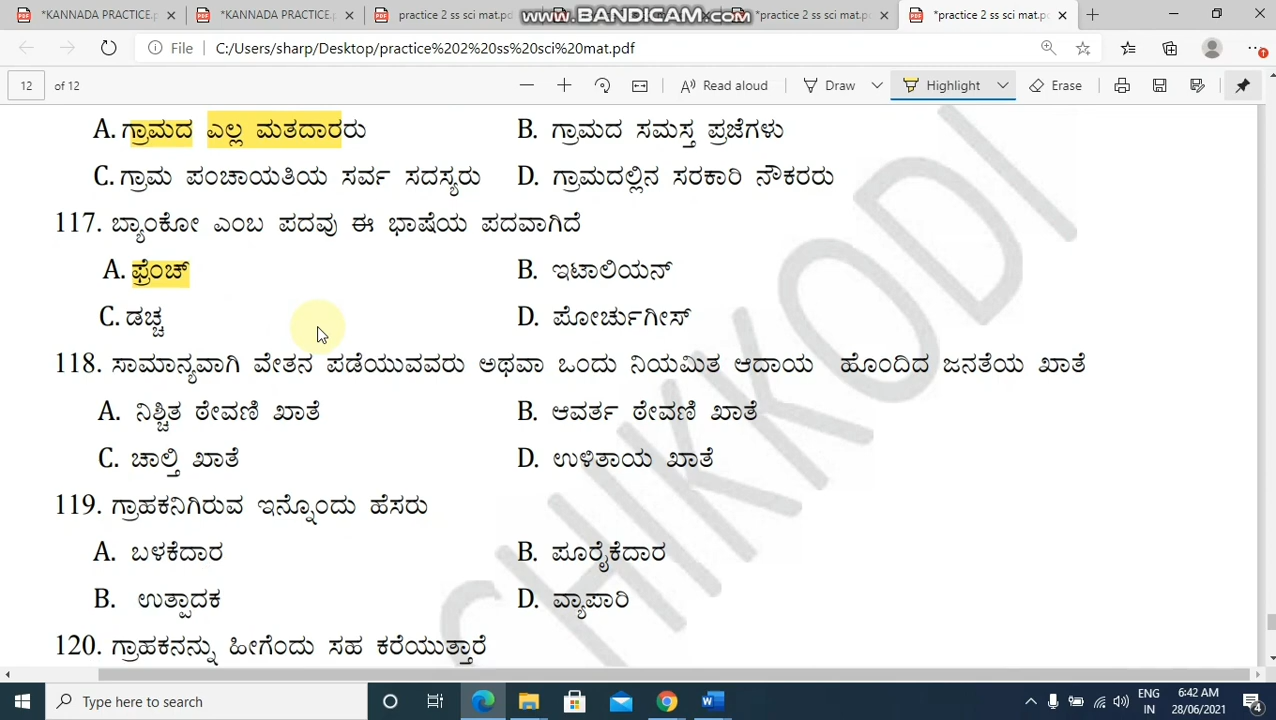 *KANNADA PRACTICE.p
*KANNADA PRACTICE.p
practice 2 ss sci mat.pd
*practice 2 ss sci mat.pd
*practice 2 ss sci mat.pd
www.BANDICAM.com
File C:/Users/sharp/Desktop/practice%202%20ss%20sci%20mat.pdf
12 of 12 Read aloud Draw Highlight Erase
A. ಗ್ರಾಮದ ಎಲ್ಲ ಮತದಾರರು B. ಗ್ರಾಮದ ಸಮಸ್ತ ಪ್ರಜೆಗಳು
C. ಗ್ರಾಮ ಪಂಚಾಯತಿಯ ಸರ್ವ ಸದಸ್ಯರು D. ಗ್ರಾಮದಲ್ಲಿನ ಸರಕಾರಿ ನೌಕರರು
117. ಬ್ಯಾಂಕೋ ಎಂಬ ಪದವು ಈ ಭಾಷೆಯ ಪದವಾಗಿದೆ
A. ಫ್ರೆಂಚ್ B. ಇಟಾಲಿಯನ್
C. ಡಚ್ಚ D. ಪೋರ್ಚುಗೀಸ್
118. ಸಾಮಾನ್ಯವಾಗಿ ವೇತನ ಪಡೆಯುವವರು ಅಥವಾ ಒಂದು ನಿಯಮಿತ ಆದಾಯ ಹೊಂದಿದ ಜನತೆಯ ಖಾತೆ
A. ನಿಶ್ಚಿತ ಠೇವಣಿ ಖಾತೆ B. ಆವರ್ತ ಠೇವಣಿ ಖಾತೆ
C. ಚಾಲ್ತಿ ಖಾತೆ D. ಉಳಿತಾಯ ಖಾತೆ
119. ಗ್ರಾಹಕನಿಗಿರುವ ಇನ್ನೊಂದು ಹೆಸರು
A. ಬಳಕೆದಾರ B. ಪೂರೈಕೆದಾರ
B. ಉತ್ಪಾದಕ D. ವ್ಯಾಪಾರಿ
120. ಗ್ರಾಹಕನನ್ನು ಹೀಗೆಂದು ಸಹ ಕರೆಯುತ್ತಾರೆ
CHIKKODI
Type here to search
ENG
IN
6:42 AM
28/06/2021
4